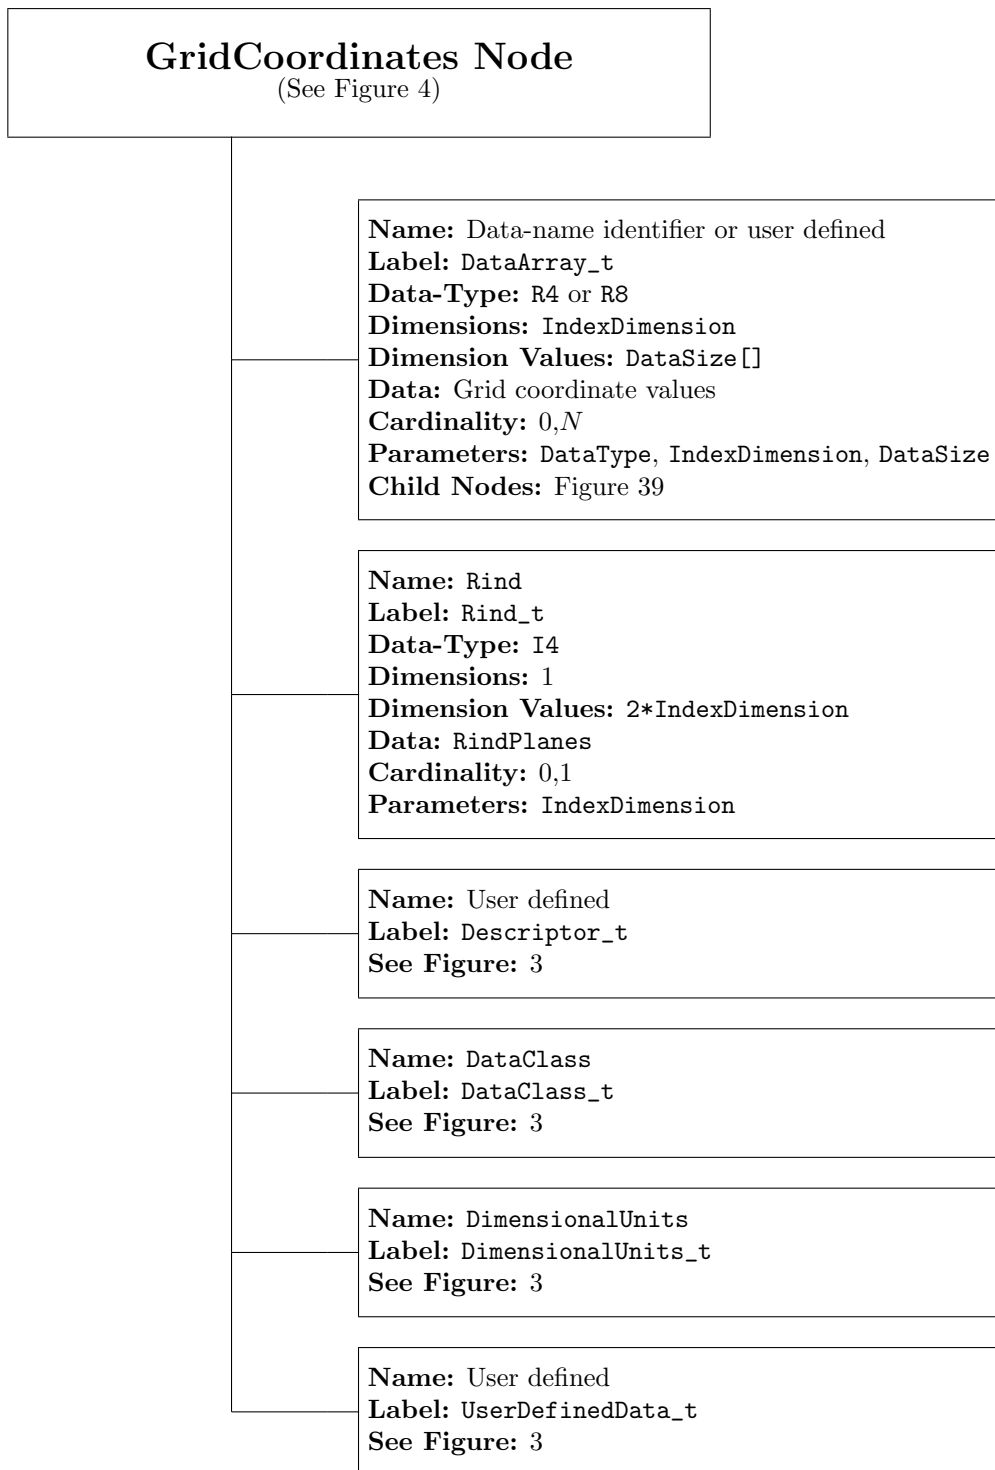 GridCoordinates Node
(See Figure 4)
Name: Data-name identifier or user defined
Label: DataArray_t
Data-Type: R4 or R8
Dimensions: IndexDimension
Dimension Values: DataSize[]
Data: Grid coordinate values
Cardinality: 0,N
Parameters: DataType, IndexDimension, DataSize
Child Nodes: Figure 39
Name: Rind
Label: Rind_t
Data-Type: I4
Dimensions: 1
Dimension Values: 2*IndexDimension
Data: RindPlanes
Cardinality: 0,1
Parameters: IndexDimension
Name: User defined
Label: Descriptor_t
See Figure: 3
Name: DataClass
Label: DataClass_t
See Figure: 3
Name: DimensionalUnits
Label: DimensionalUnits_t
See Figure: 3
Name: User defined
Label: UserDefinedData_t
See Figure: 3